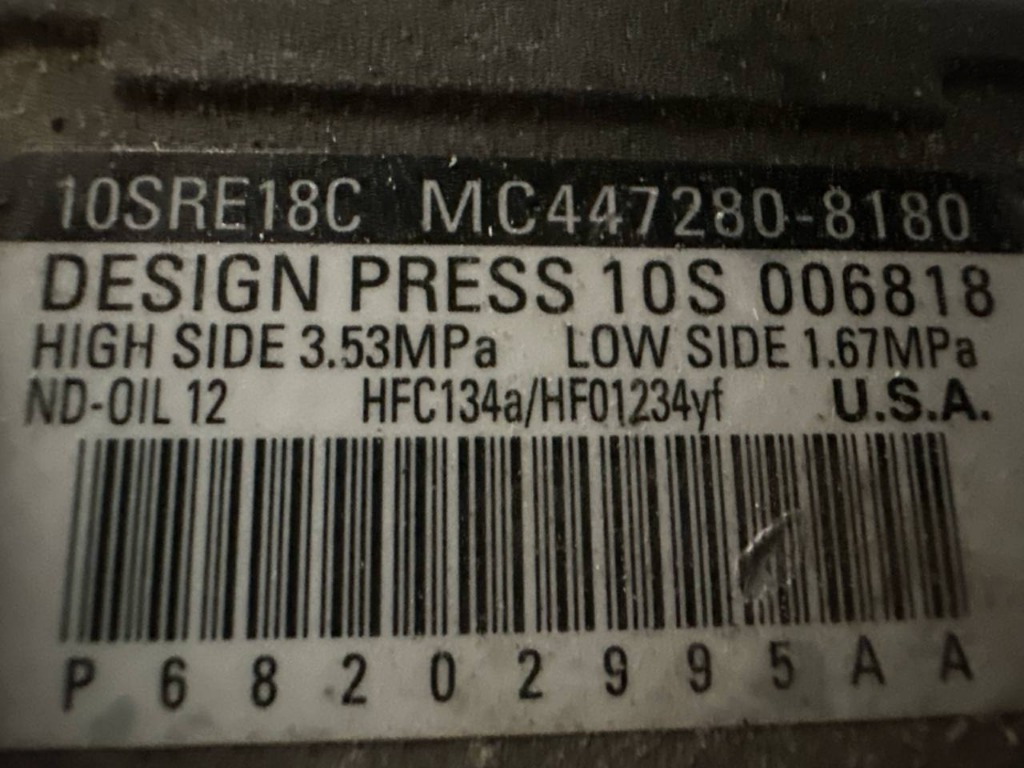 10SRE18C MC447280-8180
DESIGN PRESS 10S 006818
HIGH SIDE 3.53MPa LOW SIDE 1.67MPa
ND-OIL 12 HFC134a/HFO1234yf U.S.A.
P68202995AA